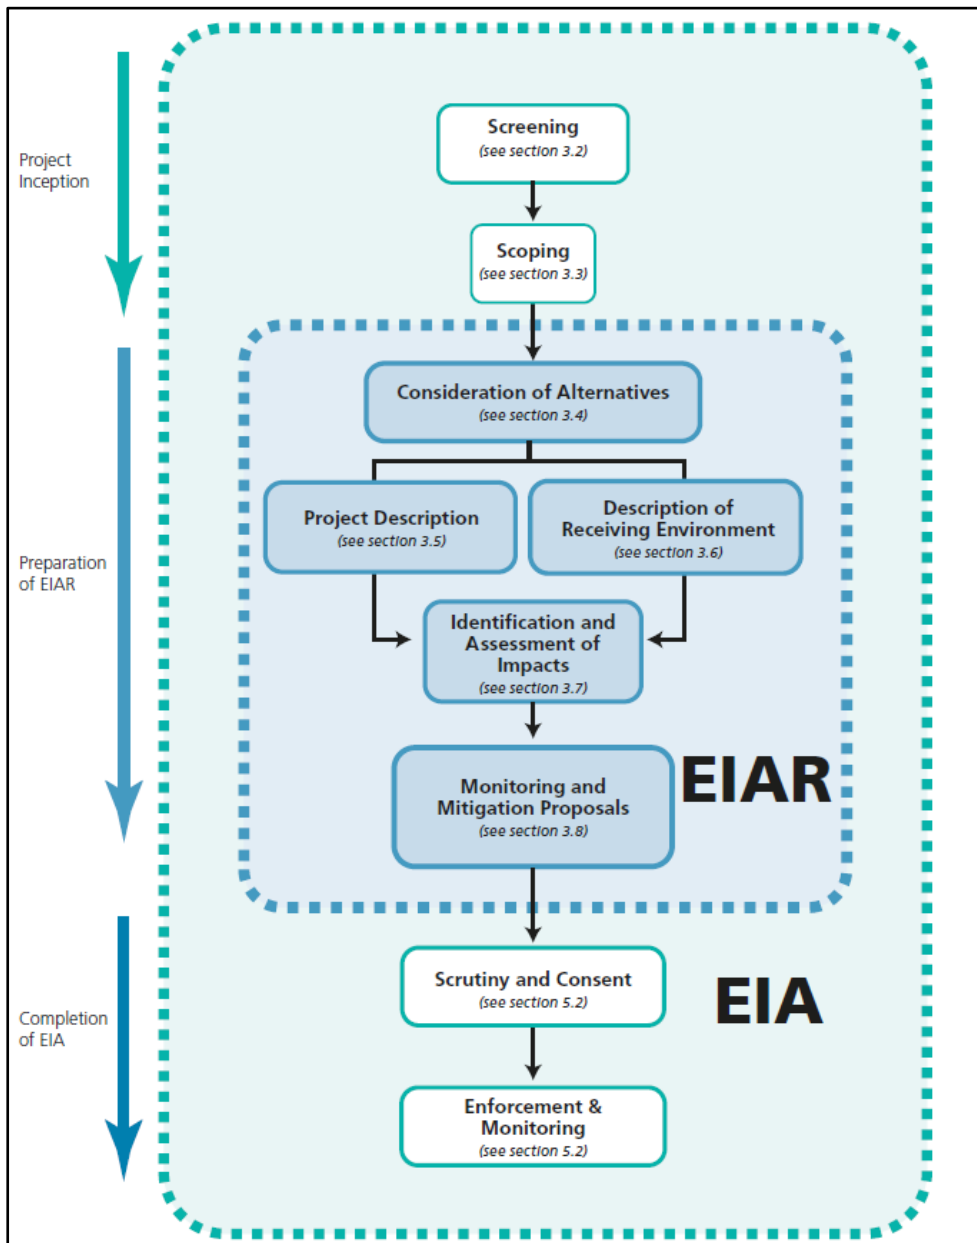 Project
Inception
Screening
(see section 3.2)
Scoping
(see section 3.3)
Consideration of Alternatives
(see section 3.4)
Project Description
(see section 3.5)
Description of
Receiving Environment
(see section 3.6)
Preparation
of EIAR
Identification and
Assessment of
Impacts
(see section 3.7)
Monitoring and
Mitigation Proposals
(see section 3.8)
EIAR
Scrutiny and Consent
(see section 5.2)
EIA
Completion
of EIA
Enforcement &
Monitoring
(see section 5.2)